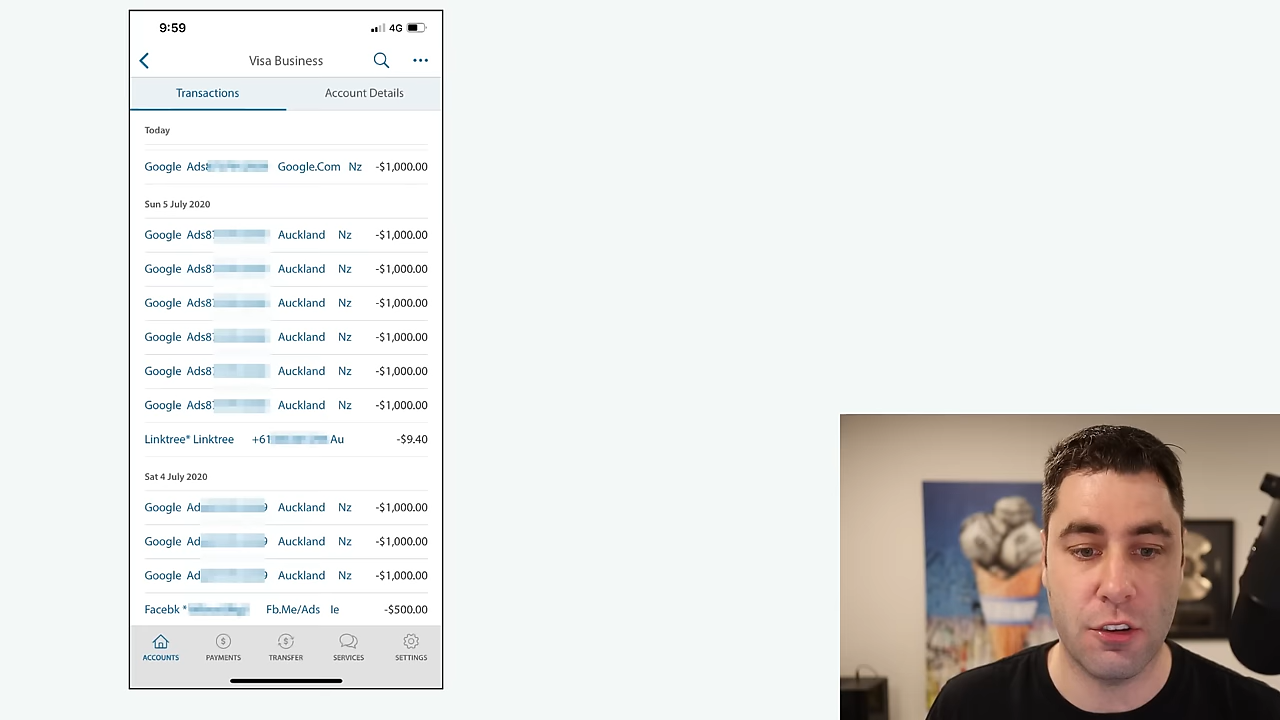 9:59
4G
Visa Business
Transactions
Account Details
Today
Google Ads Google.Com Nz -$1,000.00
Sun 5 July 2020
Google Ads8 Auckland Nz -$1,000.00
Google Ads8 Auckland Nz -$1,000.00
Google Ads8 Auckland Nz -$1,000.00
Google Ads8 Auckland Nz -$1,000.00
Google Ads8 Auckland Nz -$1,000.00
Google Ads8 Auckland Nz -$1,000.00
Linktree* Linktree +61 Au -$9.40
Sat 4 July 2020
Google Ad Auckland Nz -$1,000.00
Google Ad Auckland Nz -$1,000.00
Google Ad Auckland Nz -$1,000.00
Facebk * Fb.Me/Ads Ie -$500.00
ACCOUNTS
PAYMENTS
TRANSFER
SERVICES
SETTINGS